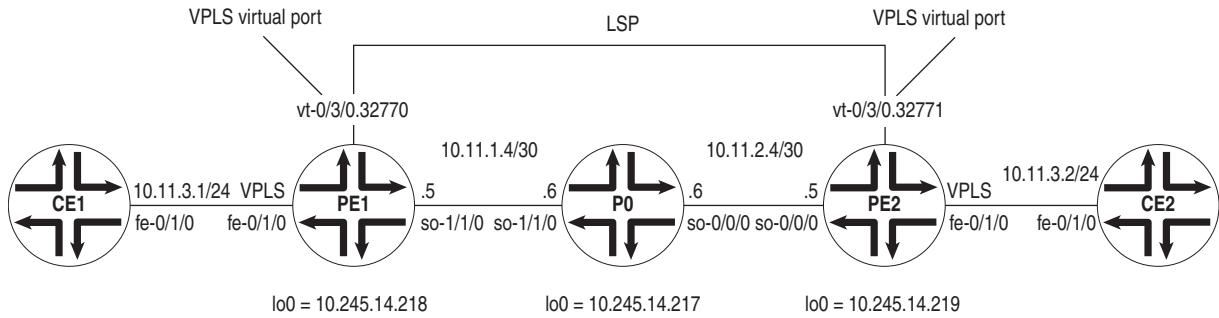 VPLS virtual port
LSP
VPLS virtual port
vt-0/3/0.32770
vt-0/3/0.32771
10.11.1.4/30
10.11.2.4/30
10.11.3.1/24
VPLS
.5
.6
.6
.5
VPLS
10.11.3.2/24
CE1
PE1
P0
PE2
CE2
fe-0/1/0
fe-0/1/0
so-1/1/0
so-1/1/0
so-0/0/0
so-0/0/0
fe-0/1/0
fe-0/1/0
lo0 = 10.245.14.218
lo0 = 10.245.14.217
lo0 = 10.245.14.219